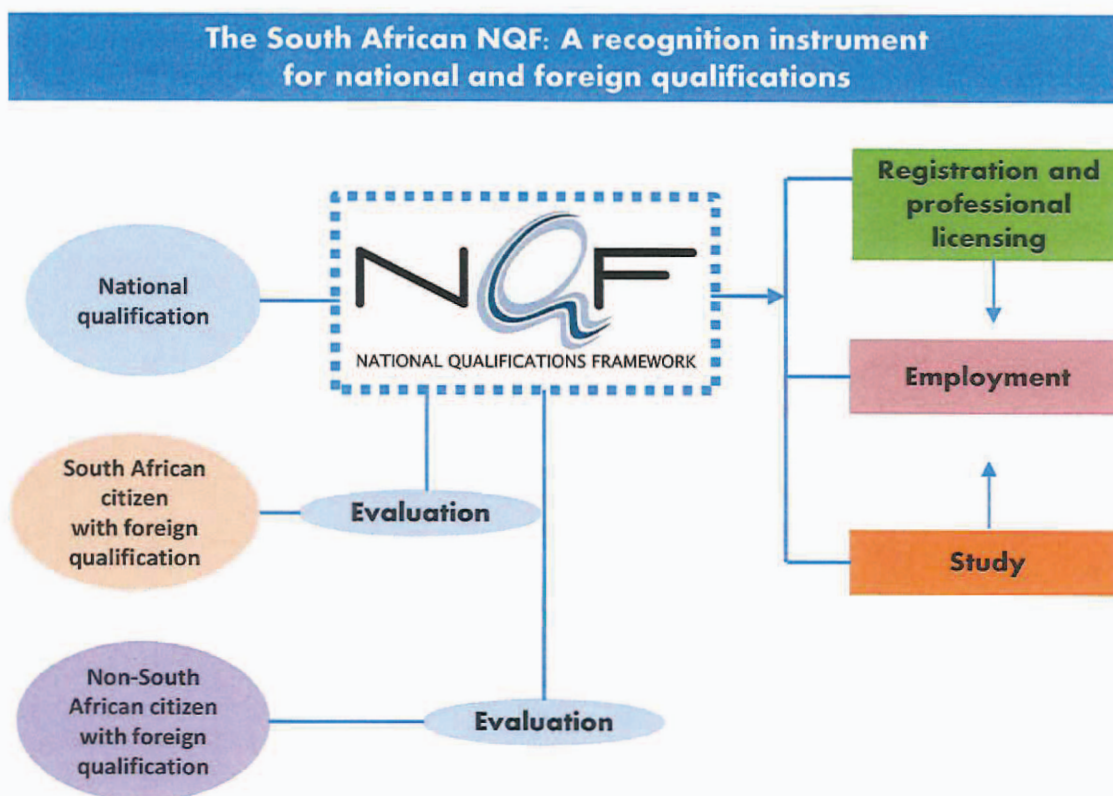 The South African NQF: A recognition instrument
for national and foreign qualifications
National
qualification
NQF
NATIONAL QUALIFICATIONS FRAMEWORK
South African
citizen
with foreign
qualification
Evaluation
Non-South
African citizen
with foreign
qualification
Evaluation
Registration and
professional
licensing
Employment
Study